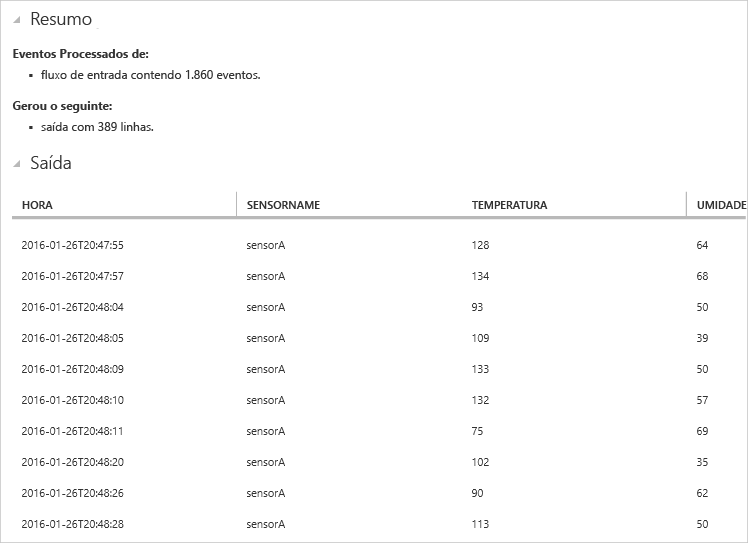 Resumo
Eventos Processados de:
▪ fluxo de entrada contendo 1.860 eventos.
Gerou o seguinte:
▪ saída com 389 linhas.
Saída
HORA SENSORNAME TEMPERATURA UMIDADE
2016-01-26T20:47:55 sensorA 128 64
2016-01-26T20:47:57 sensorA 134 68
2016-01-26T20:48:04 sensorA 93 50
2016-01-26T20:48:05 sensorA 109 39
2016-01-26T20:48:09 sensorA 133 50
2016-01-26T20:48:10 sensorA 132 57
2016-01-26T20:48:11 sensorA 75 69
2016-01-26T20:48:20 sensorA 102 35
2016-01-26T20:48:26 sensorA 90 62
2016-01-26T20:48:28 sensorA 113 50